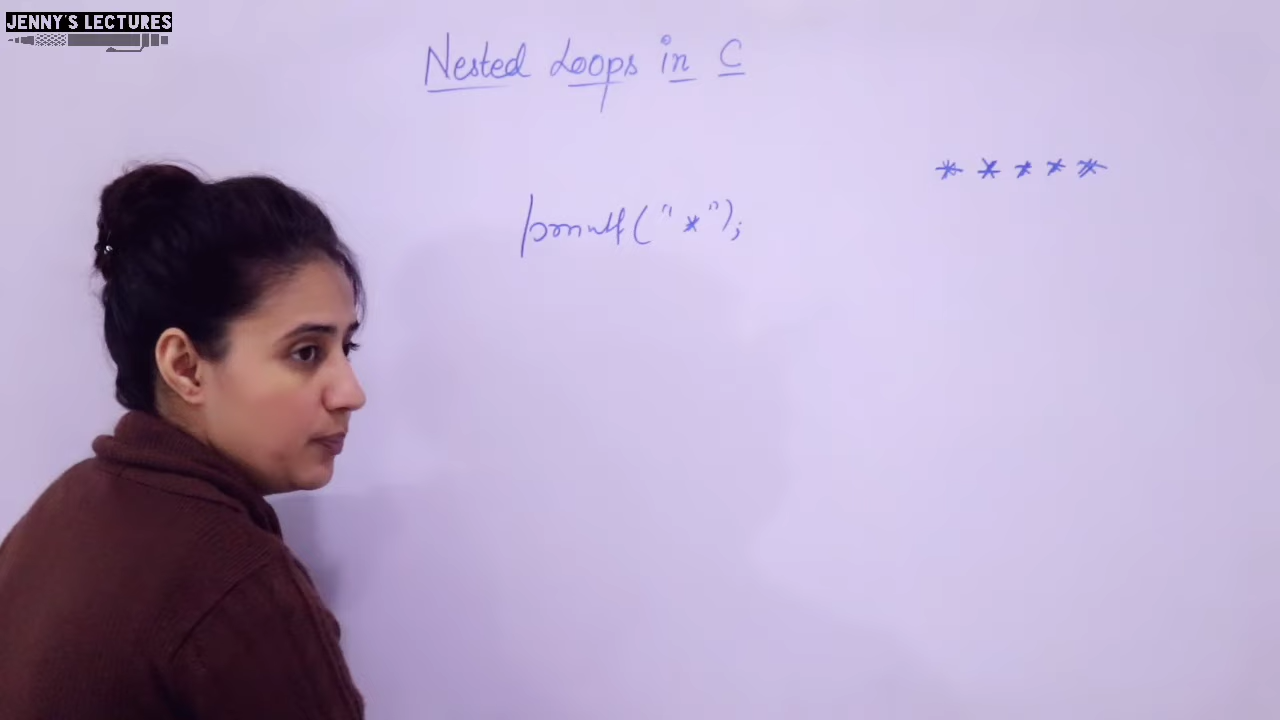 JENNY'S LECTURES
Nested Loops in C
* * * * *
printf("*");